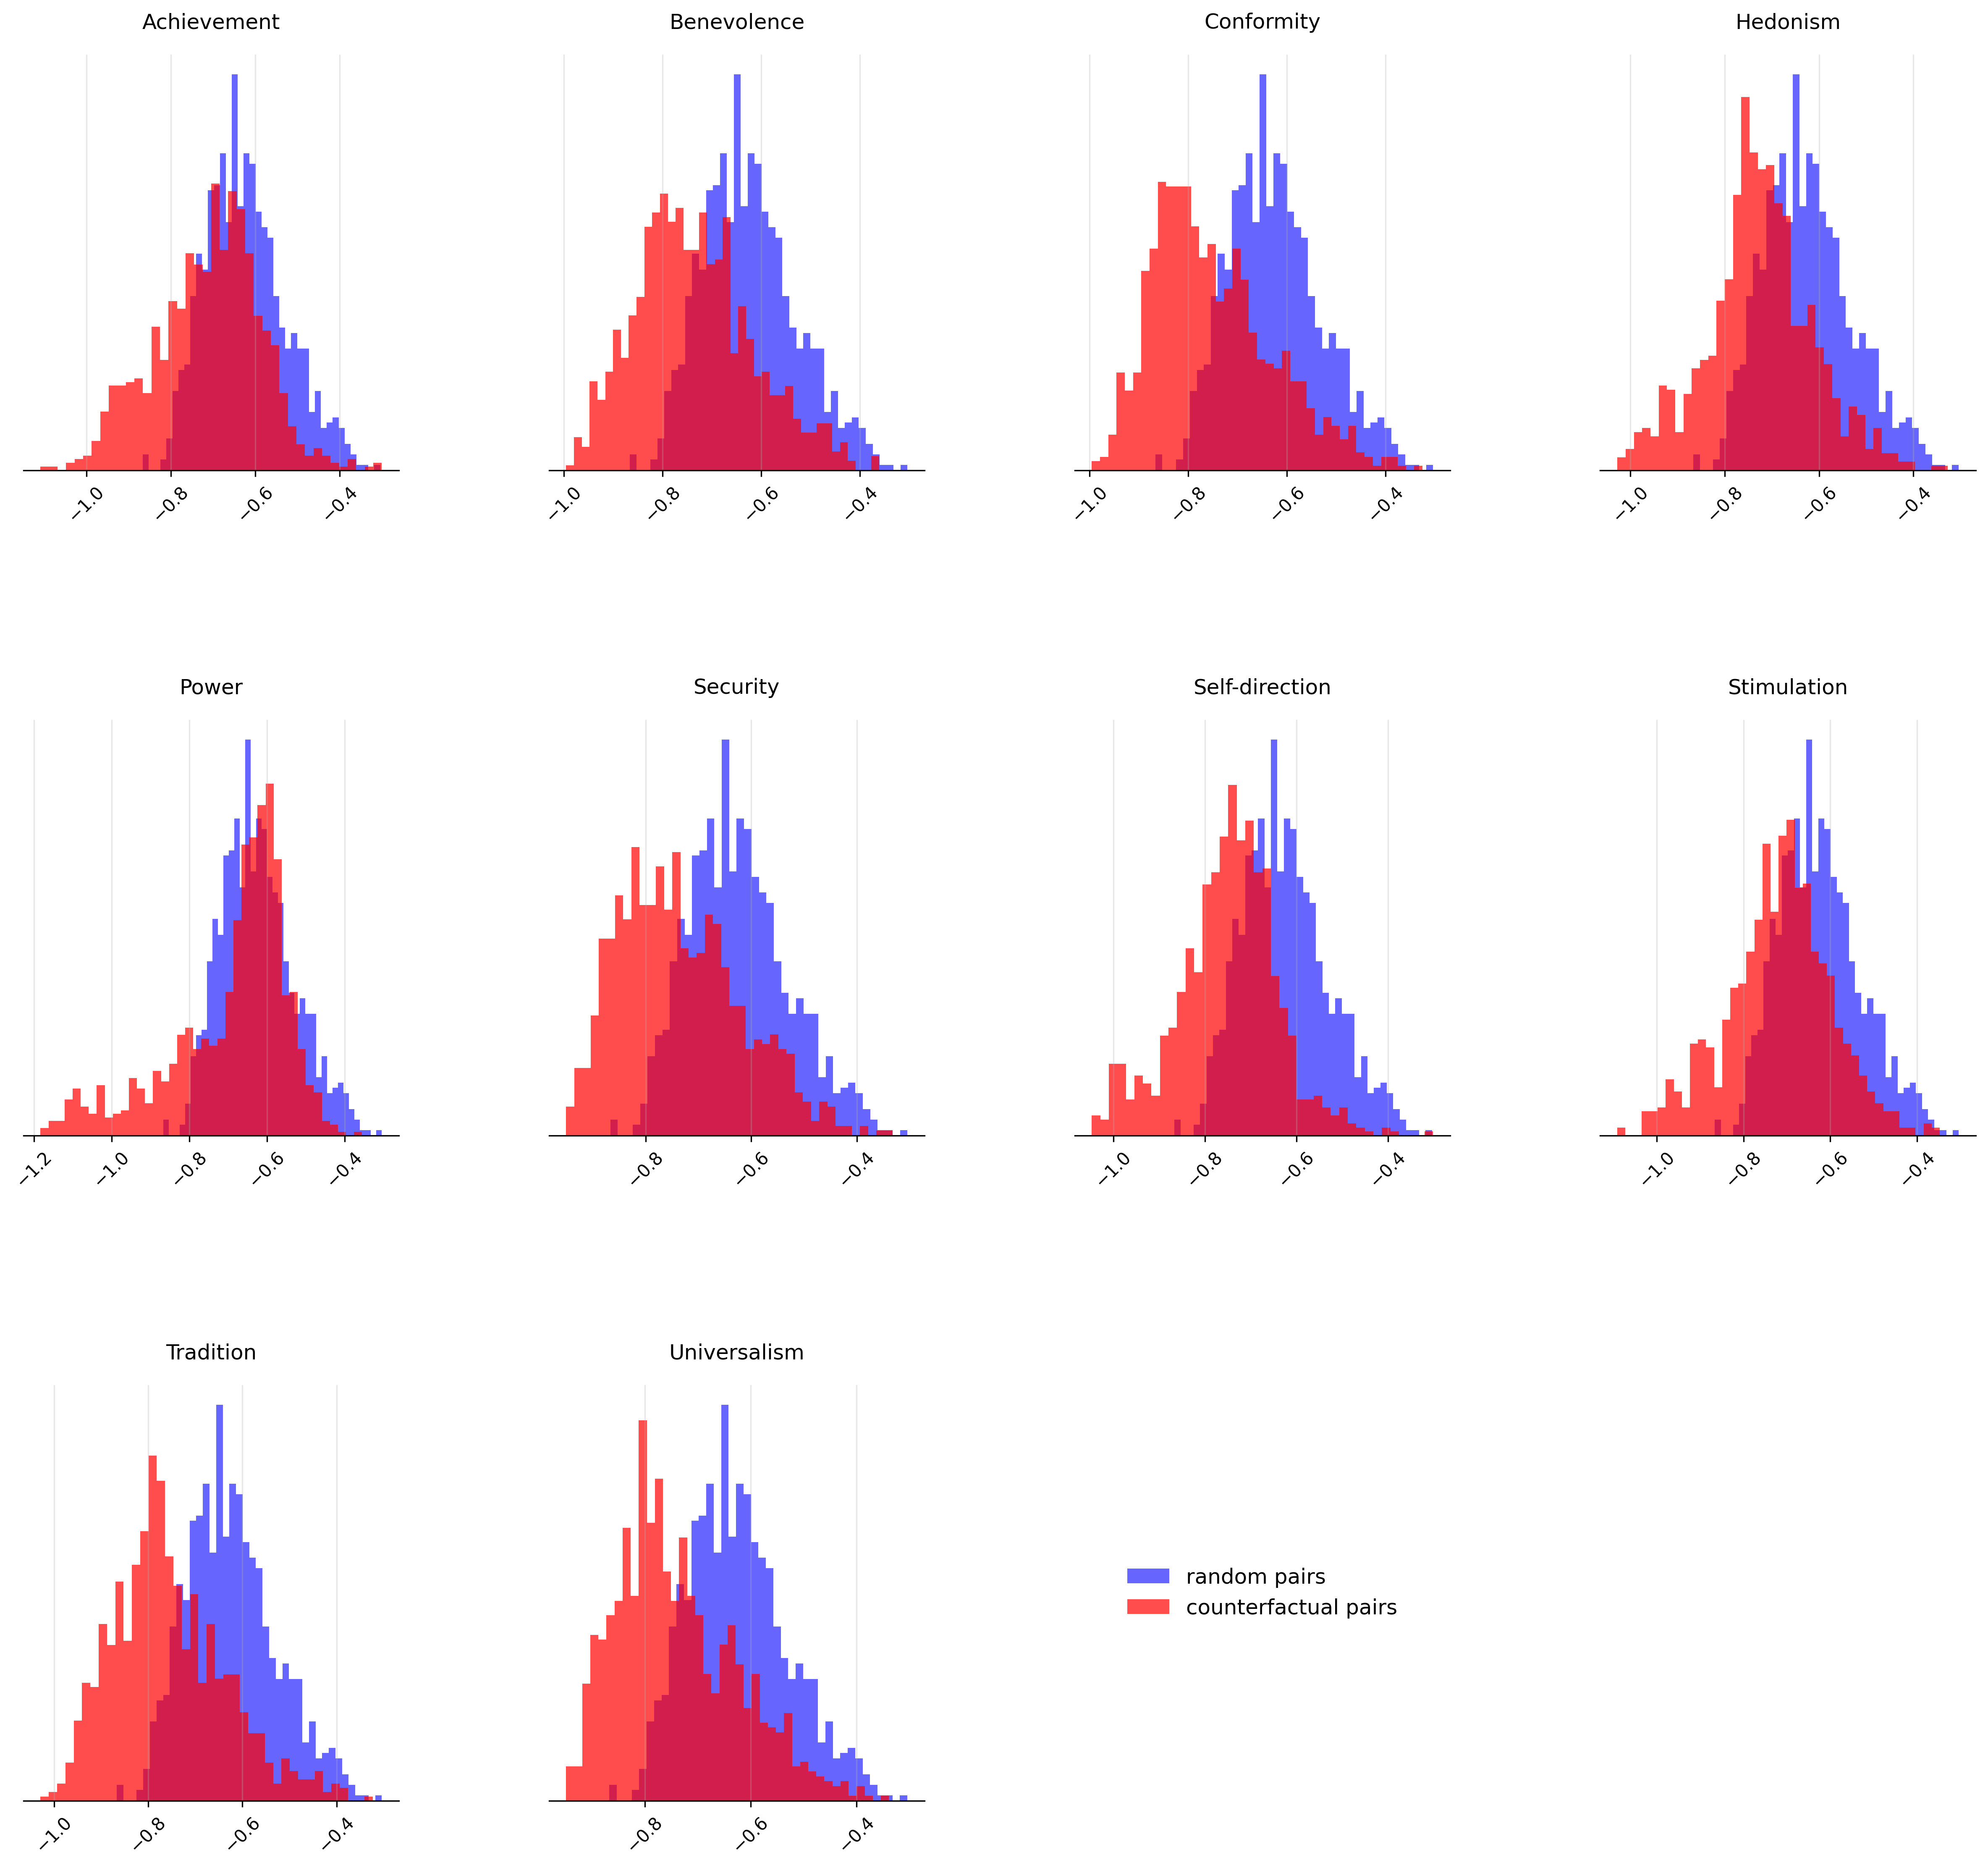 Achievement
Benevolence
Conformity
Hedonism
−1.0 −0.8 −0.6 −0.4
−1.0 −0.8 −0.6 −0.4
−1.0 −0.8 −0.6 −0.4
−1.0 −0.8 −0.6 −0.4
Power
Security
Self-direction
Stimulation
−1.2 −1.0 −0.8 −0.6 −0.4
−0.8 −0.6 −0.4
−1.0 −0.8 −0.6 −0.4
−1.0 −0.8 −0.6 −0.4
Tradition
Universalism
random pairs
counterfactual pairs
−1.0 −0.8 −0.6 −0.4
−0.8 −0.6 −0.4